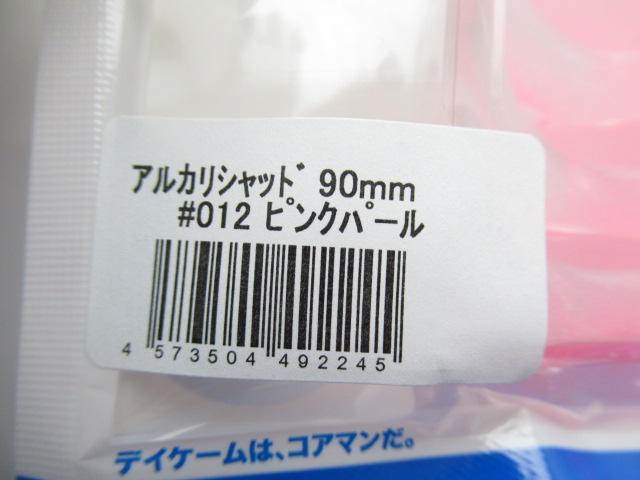 アルカリシャッド 90mm
#012 ピンクパール
4 573504 492245
デイゲームは、コアマンだ。